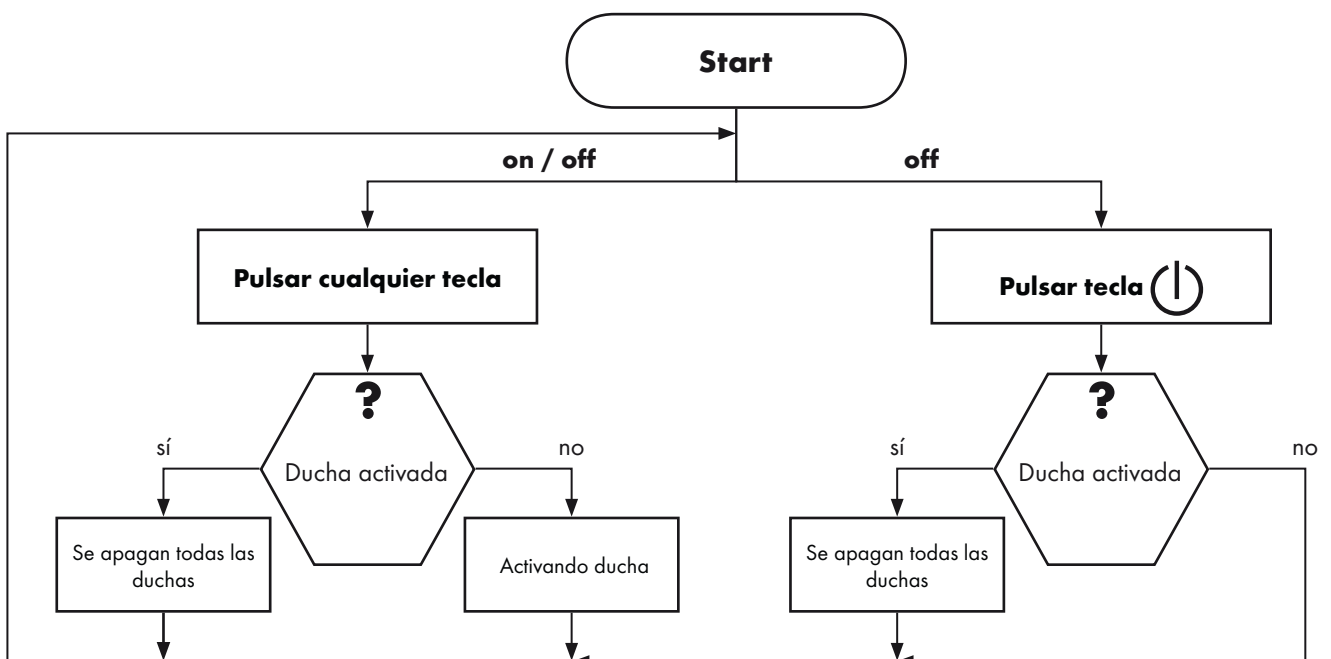 Start
on / off
off
Pulsar cualquier tecla
Pulsar tecla
?
?
sí
no
sí
no
Ducha activada
Ducha activada
Se apagan todas las
duchas
Activando ducha
Se apagan todas las
duchas